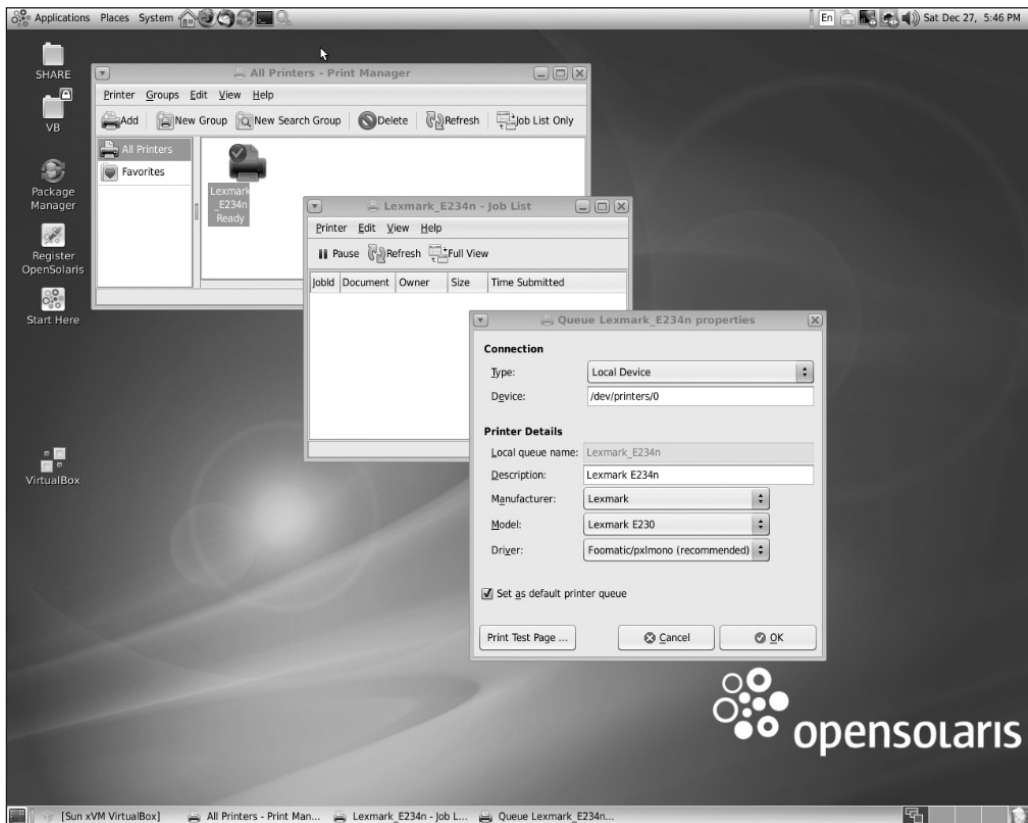 Applications Places System En Sat Dec 27, 5:46 PM
SHARE
VB
Package
Manager
Register
OpenSolaris
Start Here
VirtualBox
All Printers - Print Manager
Printer Groups Edit View Help
Add New Group New Search Group Delete Refresh Job List Only
All Printers
Favorites
Lexmark
_E234n
Ready
Lexmark_E234n - Job List
Printer Edit View Help
Pause Refresh Full View
JobId Document Owner Size Time Submitted
Queue Lexmark_E234n properties
Connection
Type: Local Device
Device: /dev/printers/0
Printer Details
Local queue name: Lexmark_E234n
Description: Lexmark E234n
Manufacturer: Lexmark
Model: Lexmark E230
Driver: Foomatic/pxlmono (recommended)
Set as default printer queue
Print Test Page ... Cancel OK
opensolaris
[Sun xVM VirtualBox] All Printers - Print Man... Lexmark_E234n - Job L... Queue Lexmark_E234n...